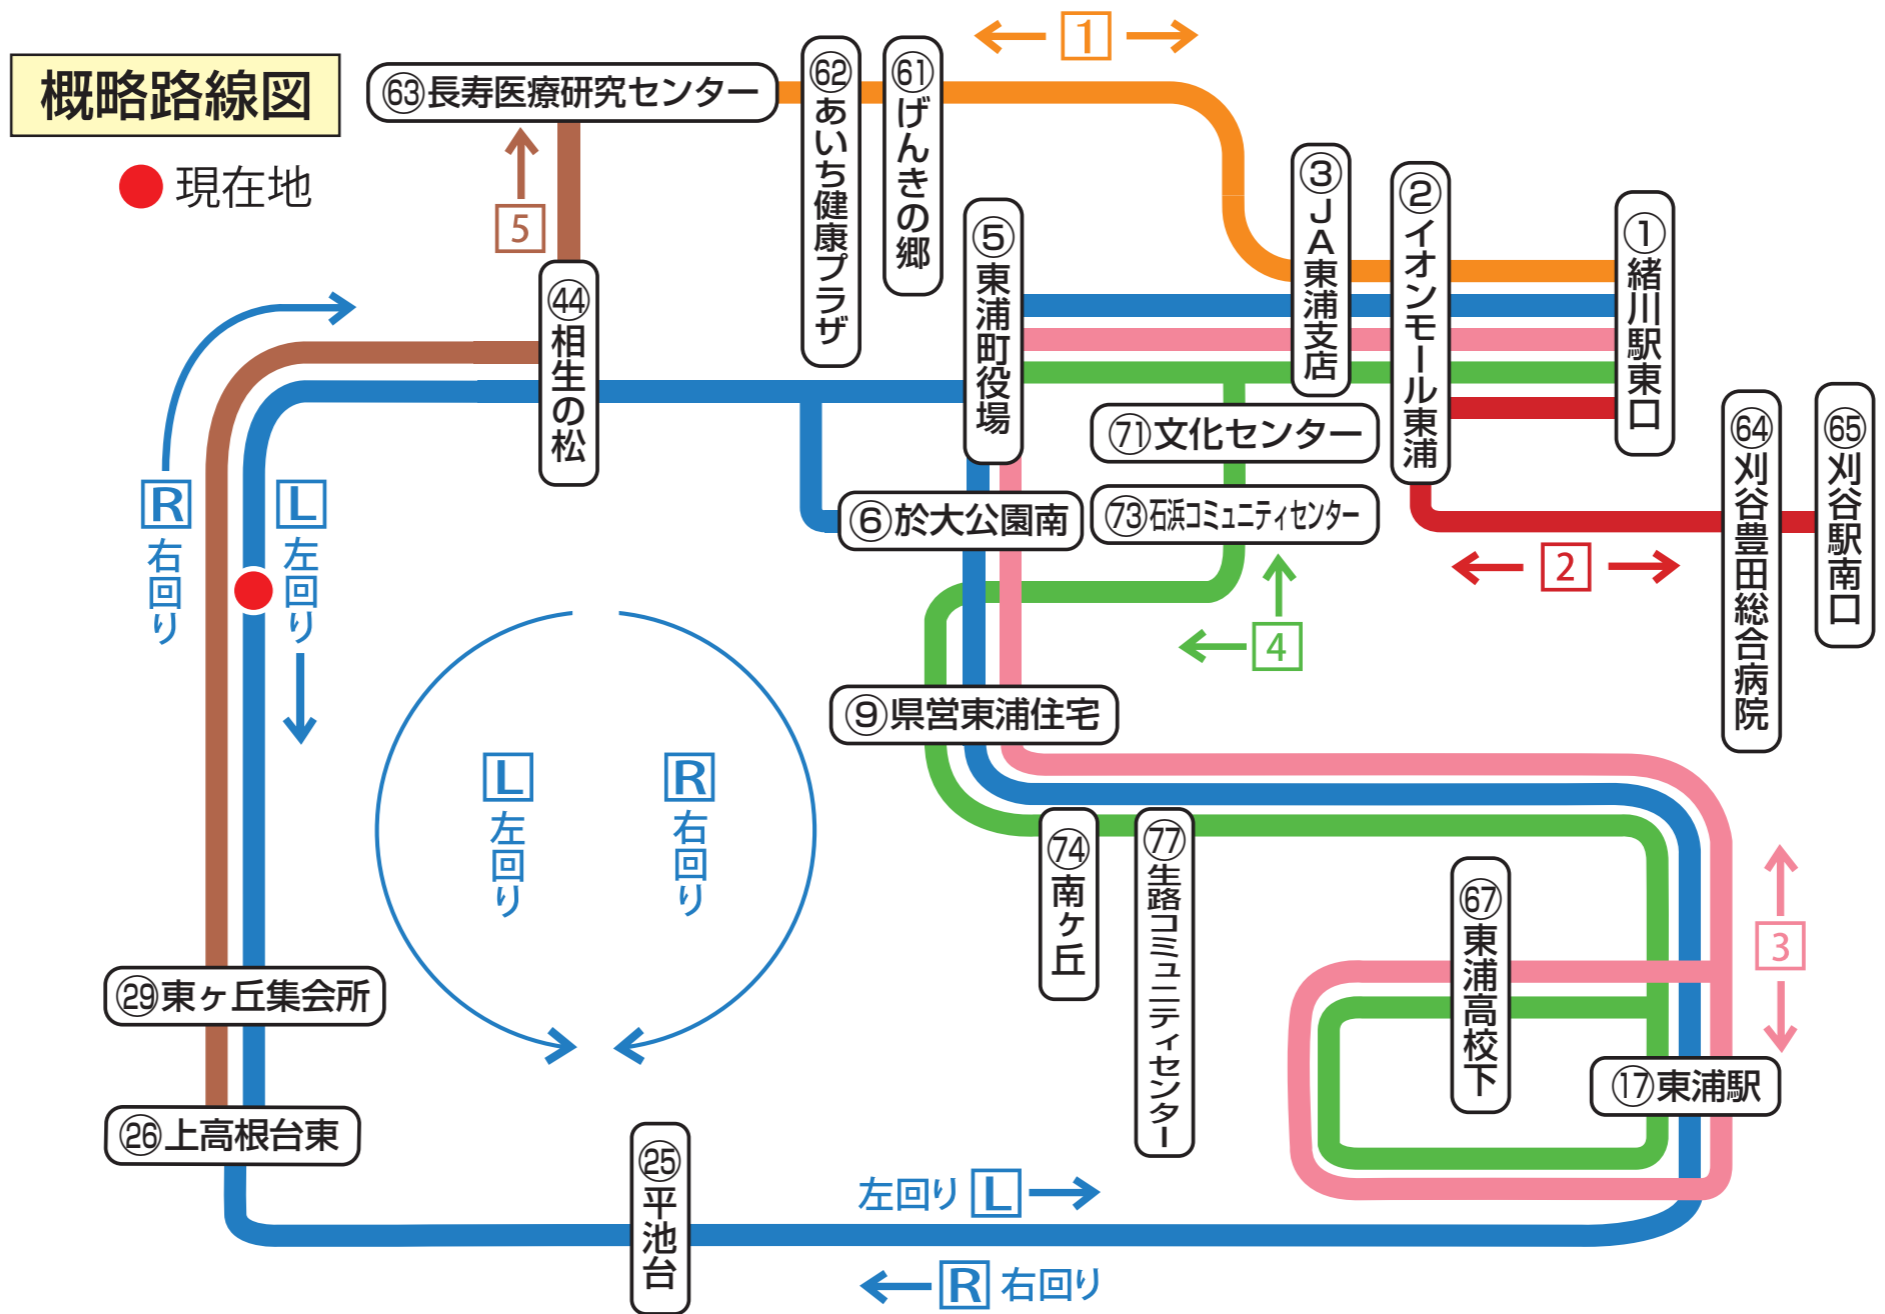 概略路線図
現在地
1
㊿63長寿医療研究センター
62あいち健康プラザ
61げんきの郷
5
③JA東浦支店
②イオンモール東浦
①緒川駅東口
⑤東浦町役場
44相生の松
71文化センター
64刈谷豊田総合病院
65刈谷駅南口
R
右回り
L
左回り
⑥於大公園南
73石浜コミュニティセンター
2
4
⑨県営東浦住宅
L
左回り
R
右回り
74南ヶ丘
77生路コミュニティセンター
67東浦高校下
3
㉙東ヶ丘集会所
⑰東浦駅
㉖上高根台東
㉕平池台
左回り L
R 右回り